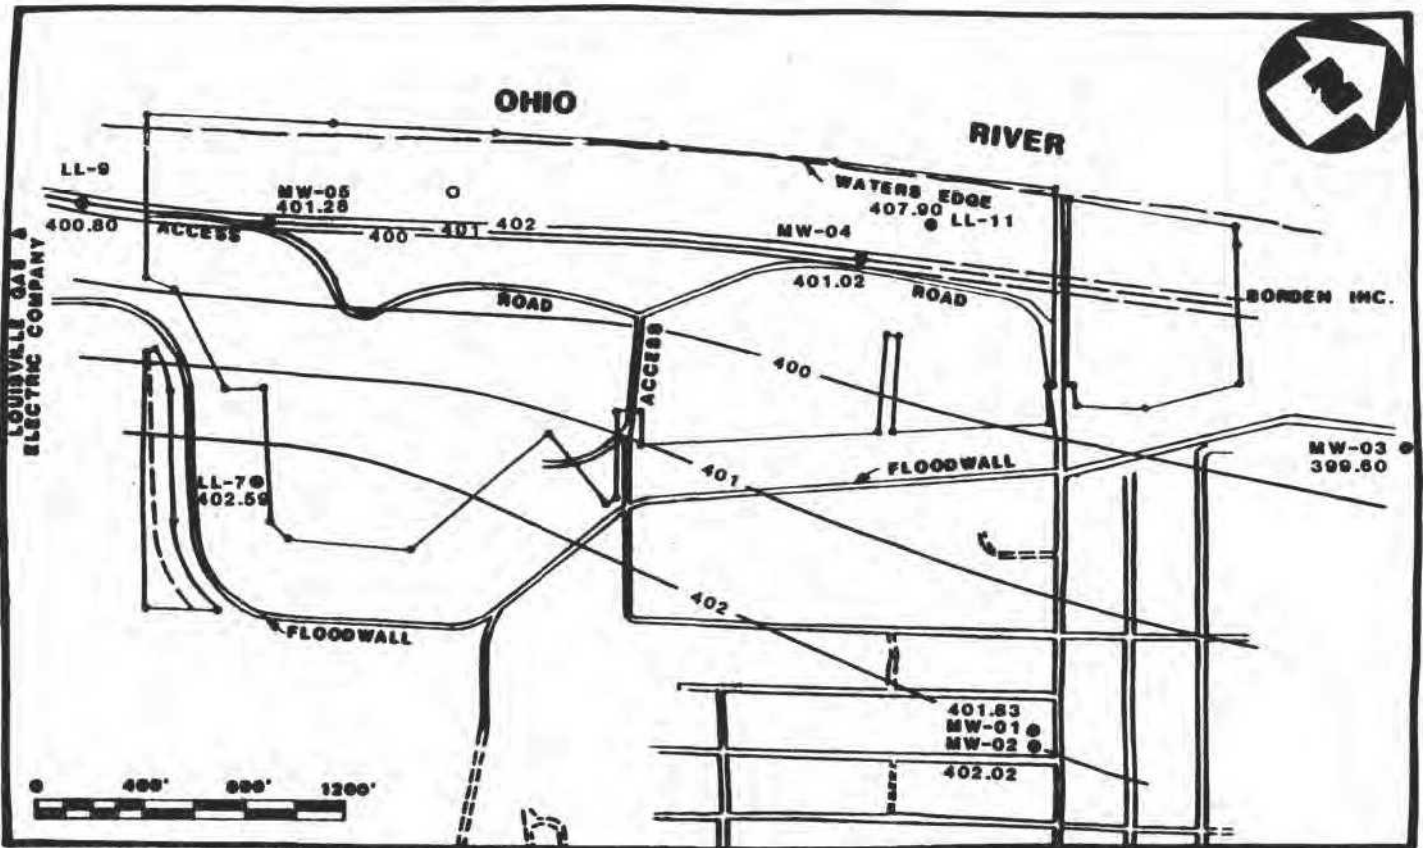 N
OHIO
RIVER
LL-9
MW-05
401.28
WATERS EDGE
407.90
LL-11
400.80
ACCESS
400
401
402
MW-04
401.02
ROAD
ROAD
BORDEN INC.
LOUISVILLE GAS &
ELECTRIC COMPANY
ACCESS
400
MW-03
399.60
FLOODWALL
401
LL-7
402.59
402
FLOODWALL
401.83
MW-01
MW-02
402.02
0 400' 800' 1200'